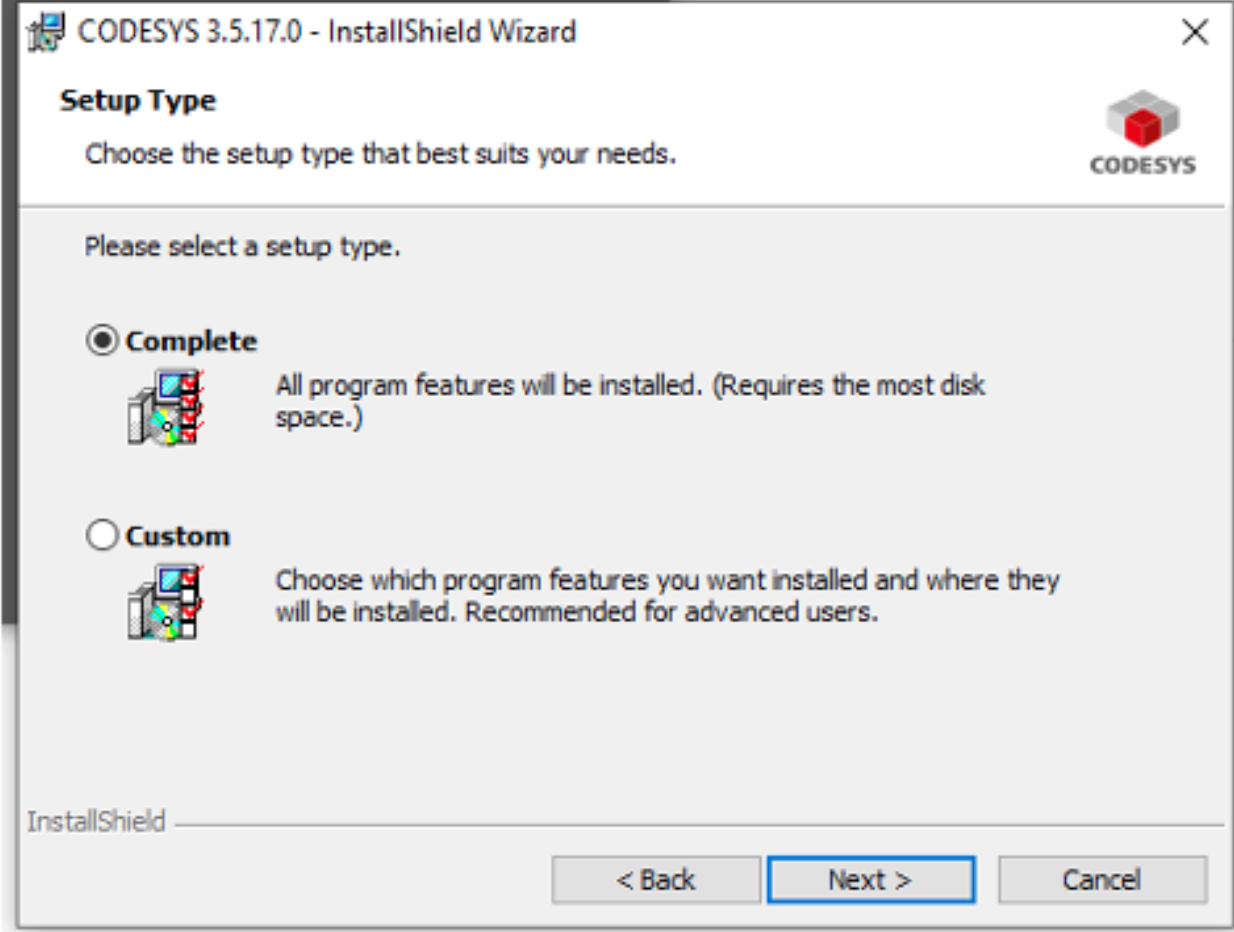 CODESYS 3.5.17.0 - InstallShield Wizard
Setup Type
Choose the setup type that best suits your needs.
CODESYS
Please select a setup type.
Complete
All program features will be installed. (Requires the most disk
space.)
Custom
Choose which program features you want installed and where they
will be installed. Recommended for advanced users.
InstallShield
< Back
Next >
Cancel